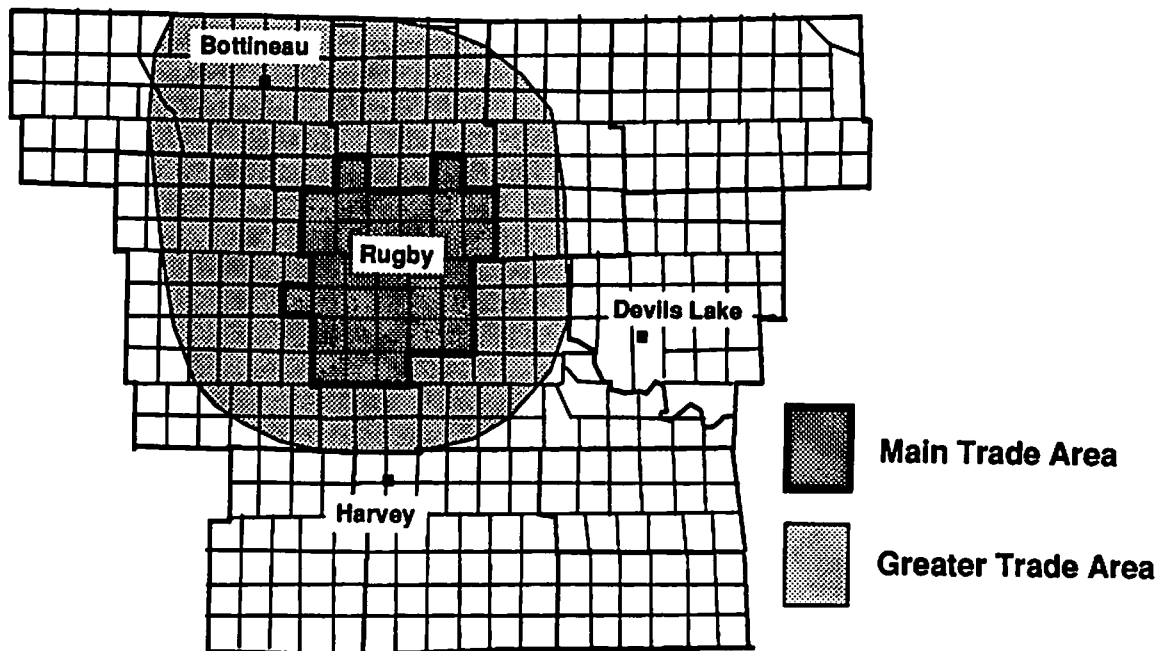 Bottineau
Rugby
Devils Lake
Main Trade Area
Harvey
Greater Trade Area